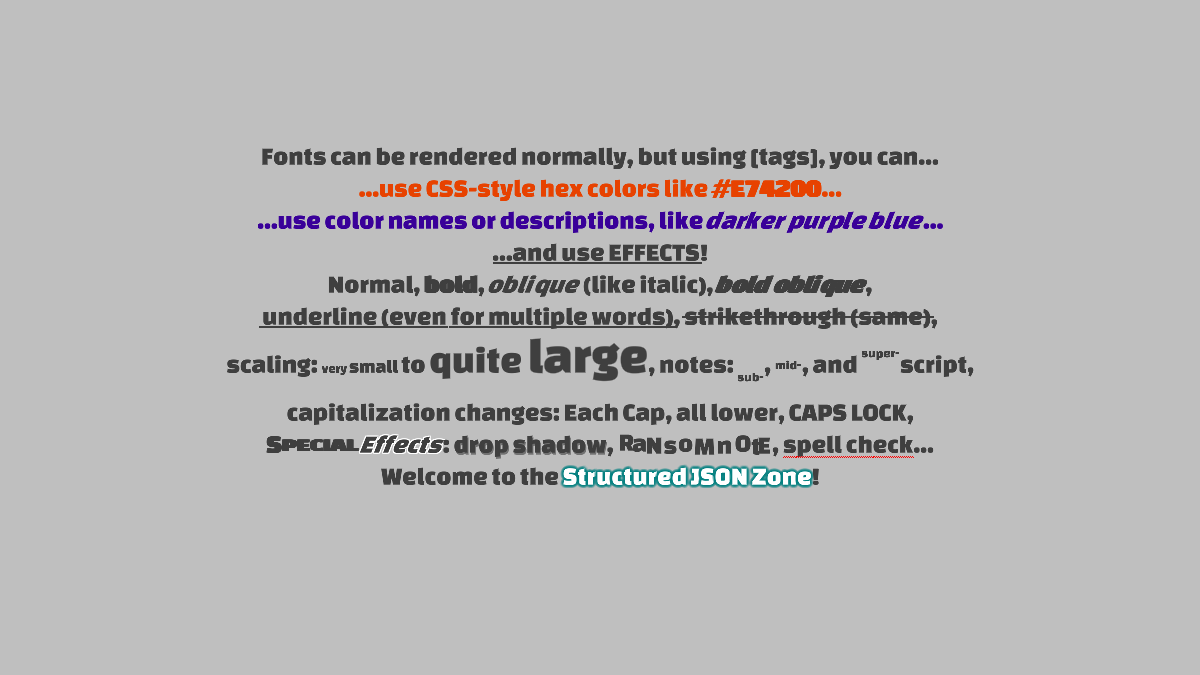 Fonts can be rendered normally, but using [tags], you can...
...use CSS-style hex colors like #E74200...
...use color names or descriptions, like darker purple blue...
...and use EFFECTS!
Normal, bold, oblique (like italic), bold oblique,
underline (even for multiple words), strikethrough (same),
scaling: very small to quite large, notes: sub-, mid-, and super-script,
capitalization changes: Each Cap, all lower, CAPS LOCK,
SPECIAL Effects: drop shadow, RaNsoMnOtE, spell check...
Welcome to the Structured JSON Zone!